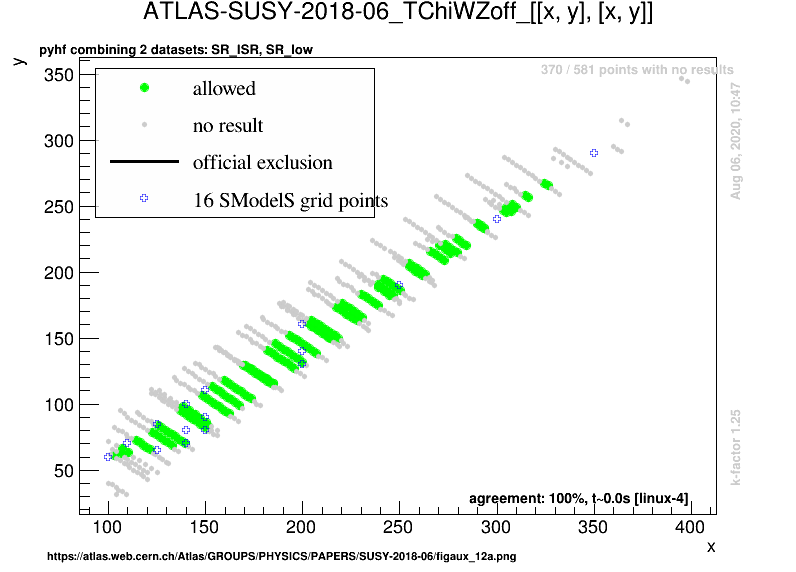 ATLAS-SUSY-2018-06_TChiWZoff_[[x, y], [x, y]]
pyhf combining 2 datasets: SR_ISR, SR_low
y
370 / 581 points with no results
allowed
no result
official exclusion
16 SModelS grid points
350
300
250
200
150
100
50
Aug 06, 2020, 10:47
k-factor 1.25
agreement: 100%, t~0.0s [linux-4]
100 150 200 250 300 350 400
x
https://atlas.web.cern.ch/Atlas/GROUPS/PHYSICS/PAPERS/SUSY-2018-06/figaux_12a.png